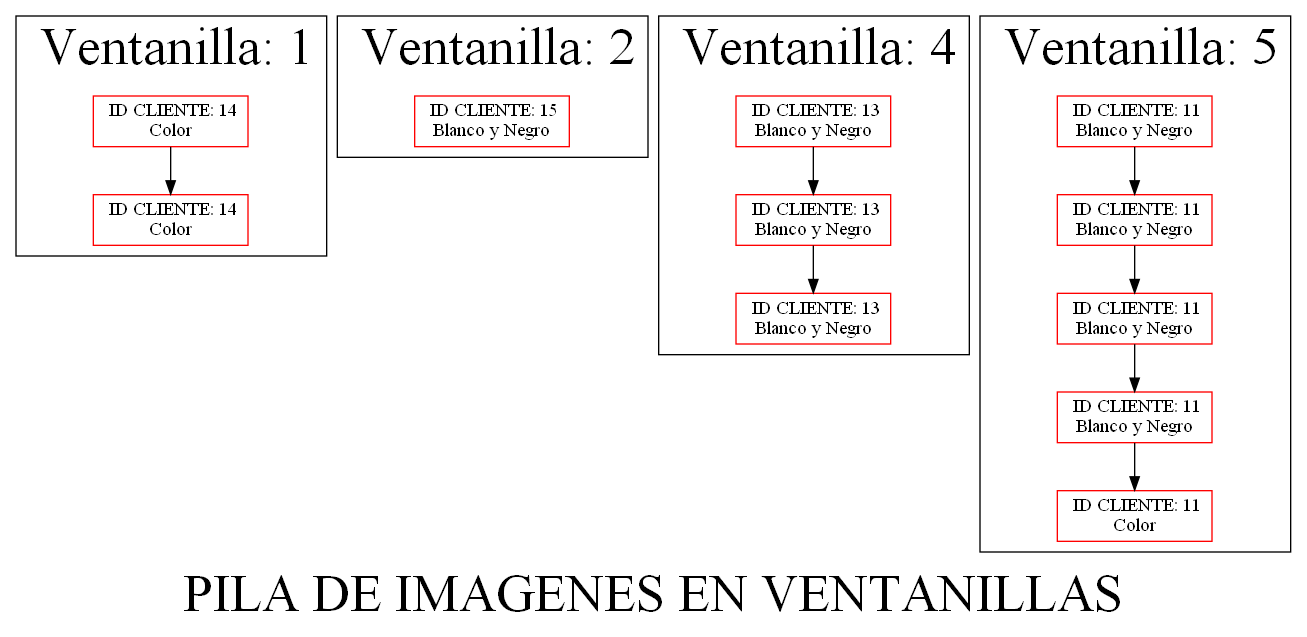 Ventanilla: 1
ID CLIENTE: 14
Color
ID CLIENTE: 14
Color
Ventanilla: 2
ID CLIENTE: 15
Blanco y Negro
Ventanilla: 4
ID CLIENTE: 13
Blanco y Negro
ID CLIENTE: 13
Blanco y Negro
ID CLIENTE: 13
Blanco y Negro
Ventanilla: 5
ID CLIENTE: 11
Blanco y Negro
ID CLIENTE: 11
Blanco y Negro
ID CLIENTE: 11
Blanco y Negro
ID CLIENTE: 11
Blanco y Negro
ID CLIENTE: 11
Color
PILA DE IMAGENES EN VENTANILLAS